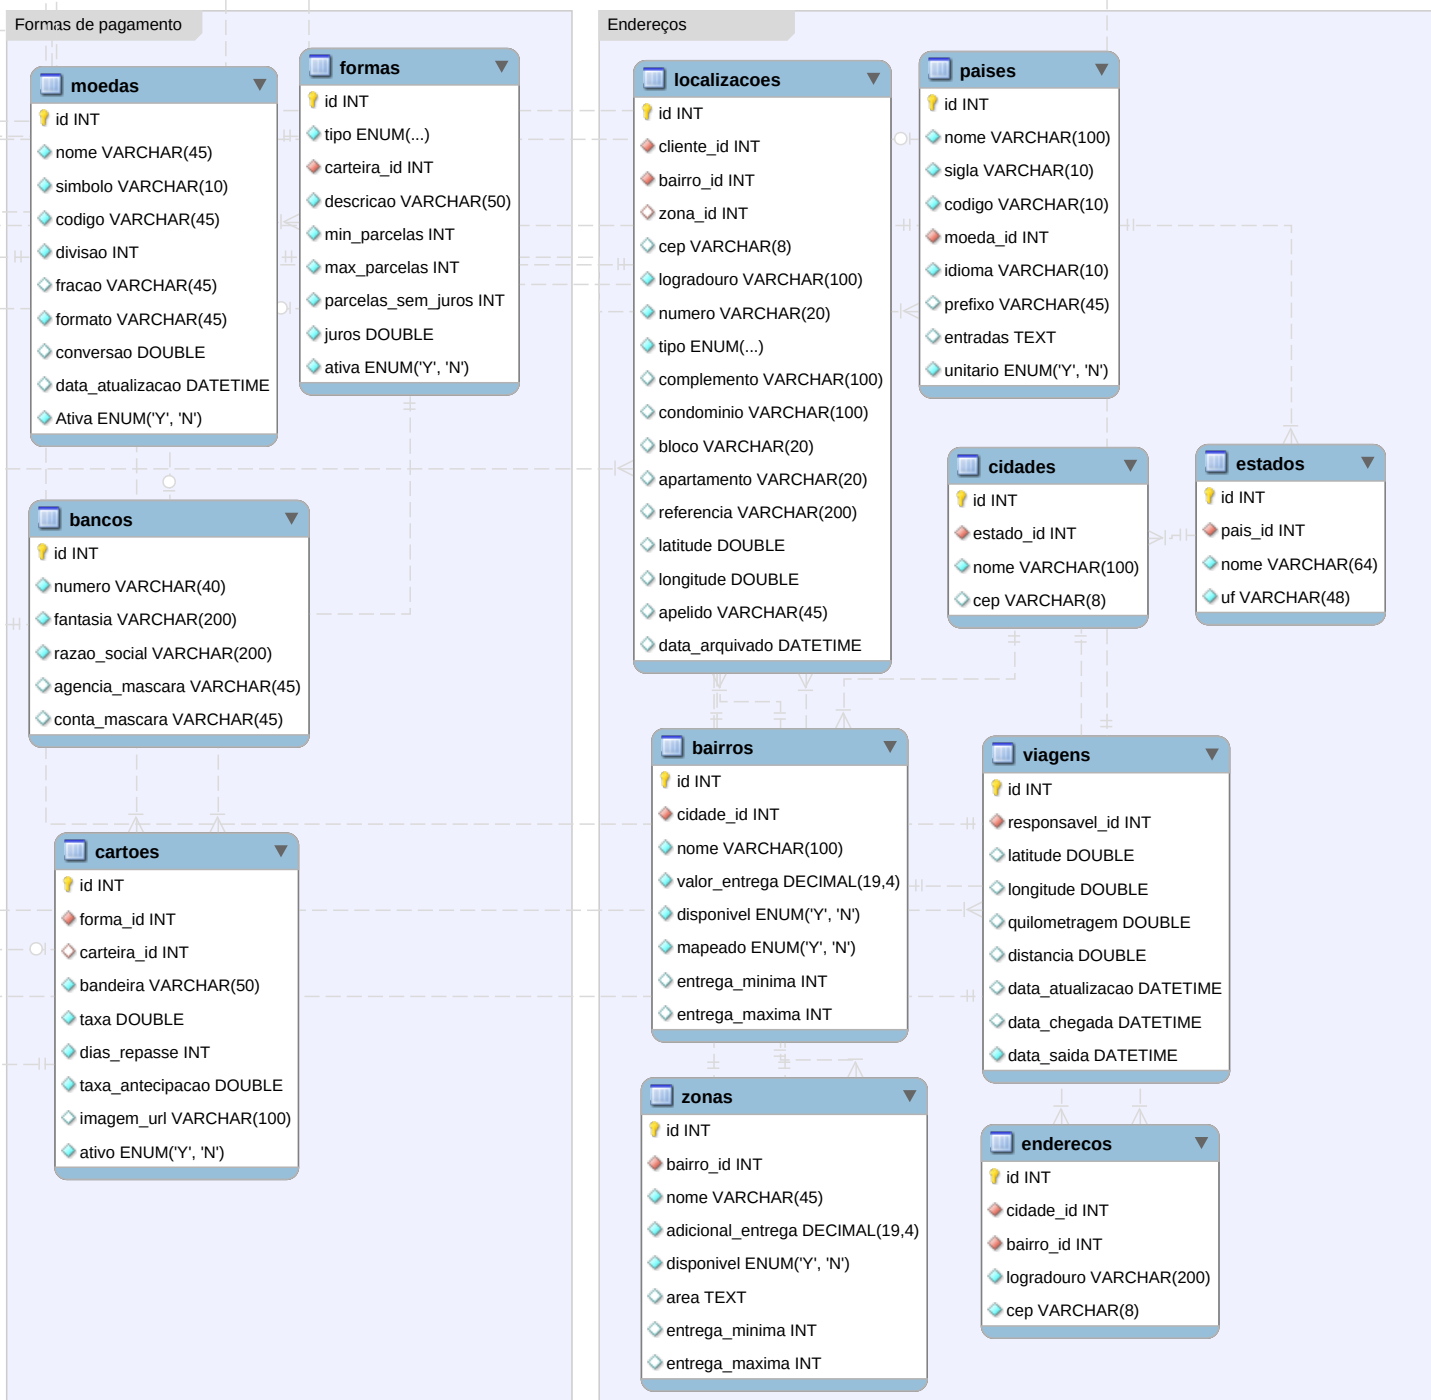 Formas de pagamento
moedas
id INT
nome VARCHAR(45)
simbolo VARCHAR(10)
codigo VARCHAR(45)
divisao INT
fracao VARCHAR(45)
formato VARCHAR(45)
conversao DOUBLE
data_atualizacao DATETIME
Ativa ENUM('Y', 'N')
formas
id INT
tipo ENUM(...)
carteira_id INT
descricao VARCHAR(50)
min_parcelas INT
max_parcelas INT
parcelas_sem_juros INT
juros DOUBLE
ativa ENUM('Y', 'N')
bancos
id INT
numero VARCHAR(40)
fantasia VARCHAR(200)
razao_social VARCHAR(200)
agencia_mascara VARCHAR(45)
conta_mascara VARCHAR(45)
cartoes
id INT
forma_id INT
carteira_id INT
bandeira VARCHAR(50)
taxa DOUBLE
dias_repasse INT
taxa_antecipacao DOUBLE
imagem_url VARCHAR(100)
ativo ENUM('Y', 'N')
Endereços
localizacoes
id INT
cliente_id INT
bairro_id INT
zona_id INT
cep VARCHAR(8)
logradouro VARCHAR(100)
numero VARCHAR(20)
tipo ENUM(...)
complemento VARCHAR(100)
condominio VARCHAR(100)
bloco VARCHAR(20)
apartamento VARCHAR(20)
referencia VARCHAR(200)
latitude DOUBLE
longitude DOUBLE
apelido VARCHAR(45)
data_arquivado DATETIME
paises
id INT
nome VARCHAR(100)
sigla VARCHAR(10)
codigo VARCHAR(10)
moeda_id INT
idioma VARCHAR(10)
prefixo VARCHAR(45)
entradas TEXT
unitario ENUM('Y', 'N')
cidades
id INT
estado_id INT
nome VARCHAR(100)
cep VARCHAR(8)
estados
id INT
pais_id INT
nome VARCHAR(64)
uf VARCHAR(48)
bairros
id INT
cidade_id INT
nome VARCHAR(100)
valor_entrega DECIMAL(19,4)
disponivel ENUM('Y', 'N')
mapeado ENUM('Y', 'N')
entrega_minima INT
entrega_maxima INT
viagens
id INT
responsavel_id INT
latitude DOUBLE
longitude DOUBLE
quilometragem DOUBLE
distancia DOUBLE
data_atualizacao DATETIME
data_chegada DATETIME
data_saida DATETIME
zonas
id INT
bairro_id INT
nome VARCHAR(45)
adicional_entrega DECIMAL(19,4)
disponivel ENUM('Y', 'N')
area TEXT
entrega_minima INT
entrega_maxima INT
enderecos
id INT
cidade_id INT
bairro_id INT
logradouro VARCHAR(200)
cep VARCHAR(8)